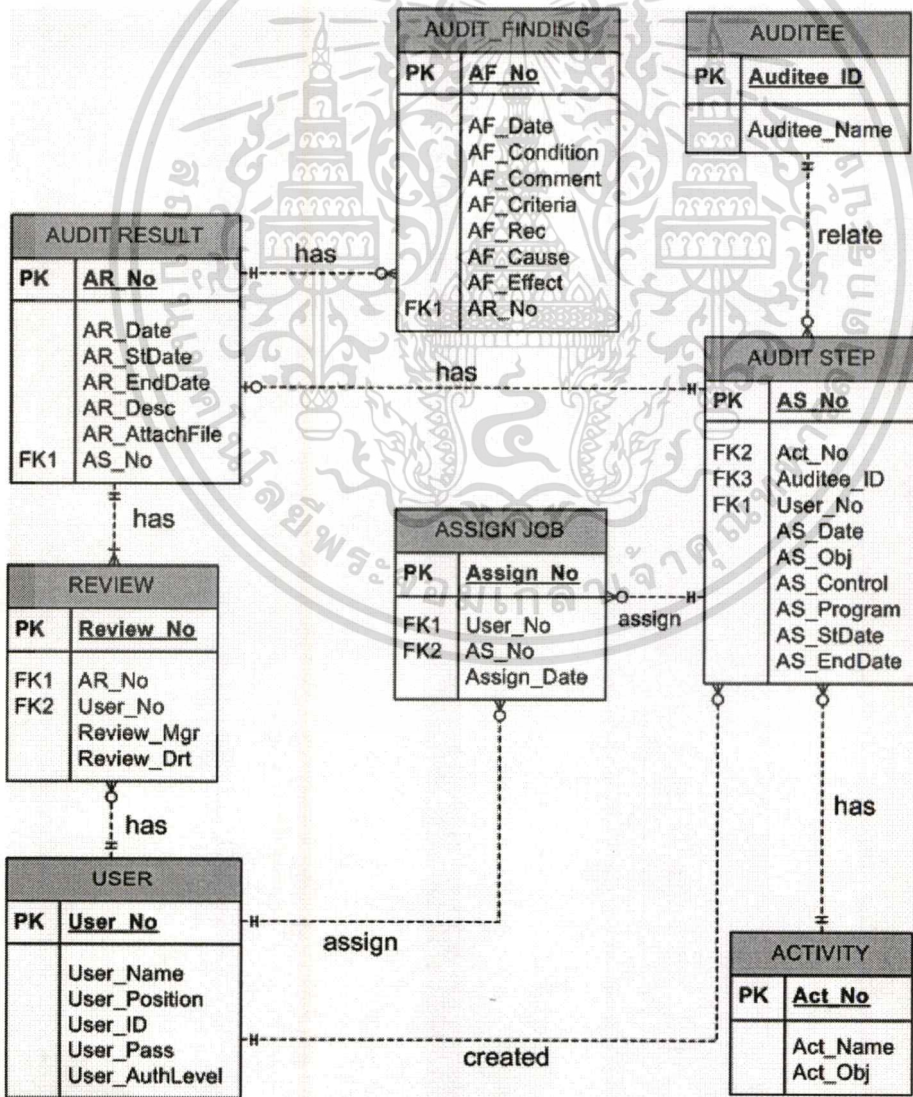 AUDIT_FINDING
PK AF_No
AF_Date
AF_Condition
AF_Comment
AF_Criteria
AF_Rec
AF_Cause
AF_Effect
FK1 AR_No
AUDITEE
PK Auditee_ID
Auditee_Name
relate
AUDIT RESULT
PK AR_No
AR_Date
AR_StDate
AR_EndDate
AR_Desc
AR_AttachFile
FK1 AS_No
has
has
AUDIT STEP
PK AS_No
FK2 Act_No
FK3 Auditee_ID
FK1 User_No
AS_Date
AS_Obj
AS_Control
AS_Program
AS_StDate
AS_EndDate
has
ASSIGN JOB
PK Assign_No
FK1 User_No
FK2 AS_No
Assign_Date
assign
REVIEW
PK Review_No
FK1 AR_No
FK2 User_No
Review_Mgr
Review_Drt
has
has
USER
PK User_No
User_Name
User_Position
User_ID
User_Pass
User_AuthLevel
assign
created
ACTIVITY
PK Act_No
Act_Name
Act_Obj